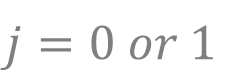 j = 0 or 1